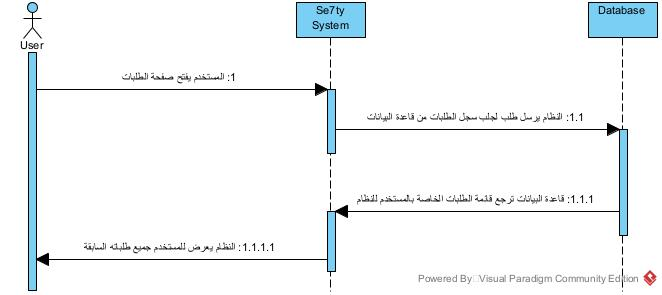 Se7ty
System
Database
User
1: المستخدم يفتح صفحة الطلبات
1.1: النظام يرسل طلب لجلب سجل الطلبات من قاعدة البيانات
1.1.1: قاعدة البيانات ترجع قائمة الطلبات الخاصة بالمستخدم للنظام
1.1.1.1: النظام يعرض للمستخدم جميع طلباته السابقة
Powered By Visual Paradigm Community Edition